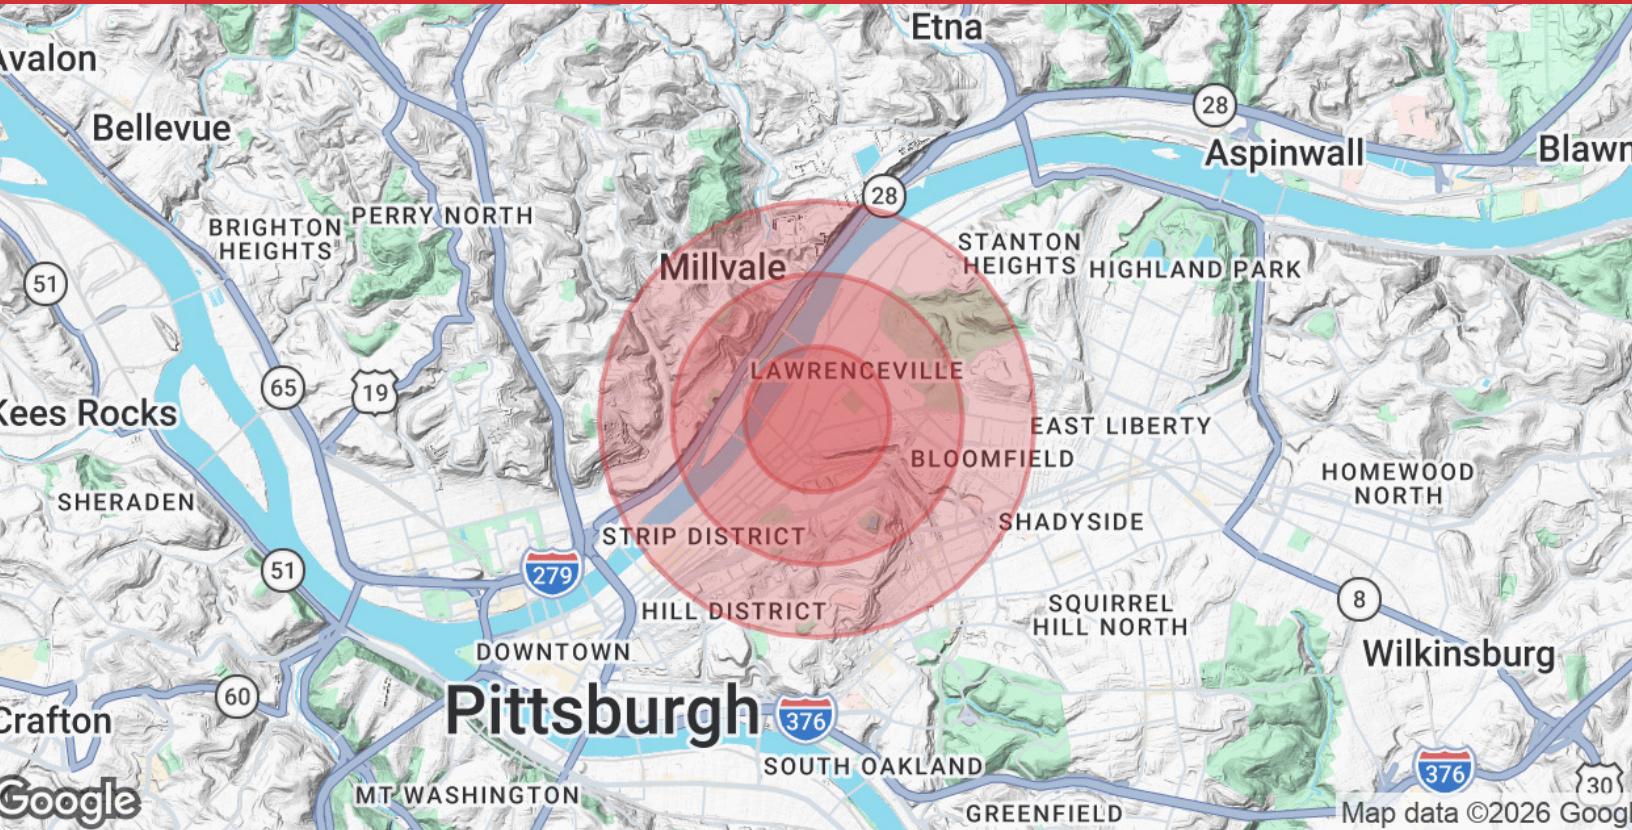 Etna
Avalon
28
Bellevue
Aspinwall
Blawn
28
BRIGHTON
HEIGHTS
PERRY NORTH
STANTON
HEIGHTS
HIGHLAND PARK
Millvale
51
65
19
LAWRENCEVILLE
Kees Rocks
EAST LIBERTY
BLOOMFIELD
HOMEWOOD
NORTH
SHERADEN
SHADYSIDE
STRIP DISTRICT
51
279
8
HILL DISTRICT
SQUIRREL
HILL NORTH
DOWNTOWN
Wilkinsburg
60
Pittsburgh
376
Crafton
SOUTH OAKLAND
376
30
MT WASHINGTON
Google
GREENFIELD
Map data ©2026 Googl